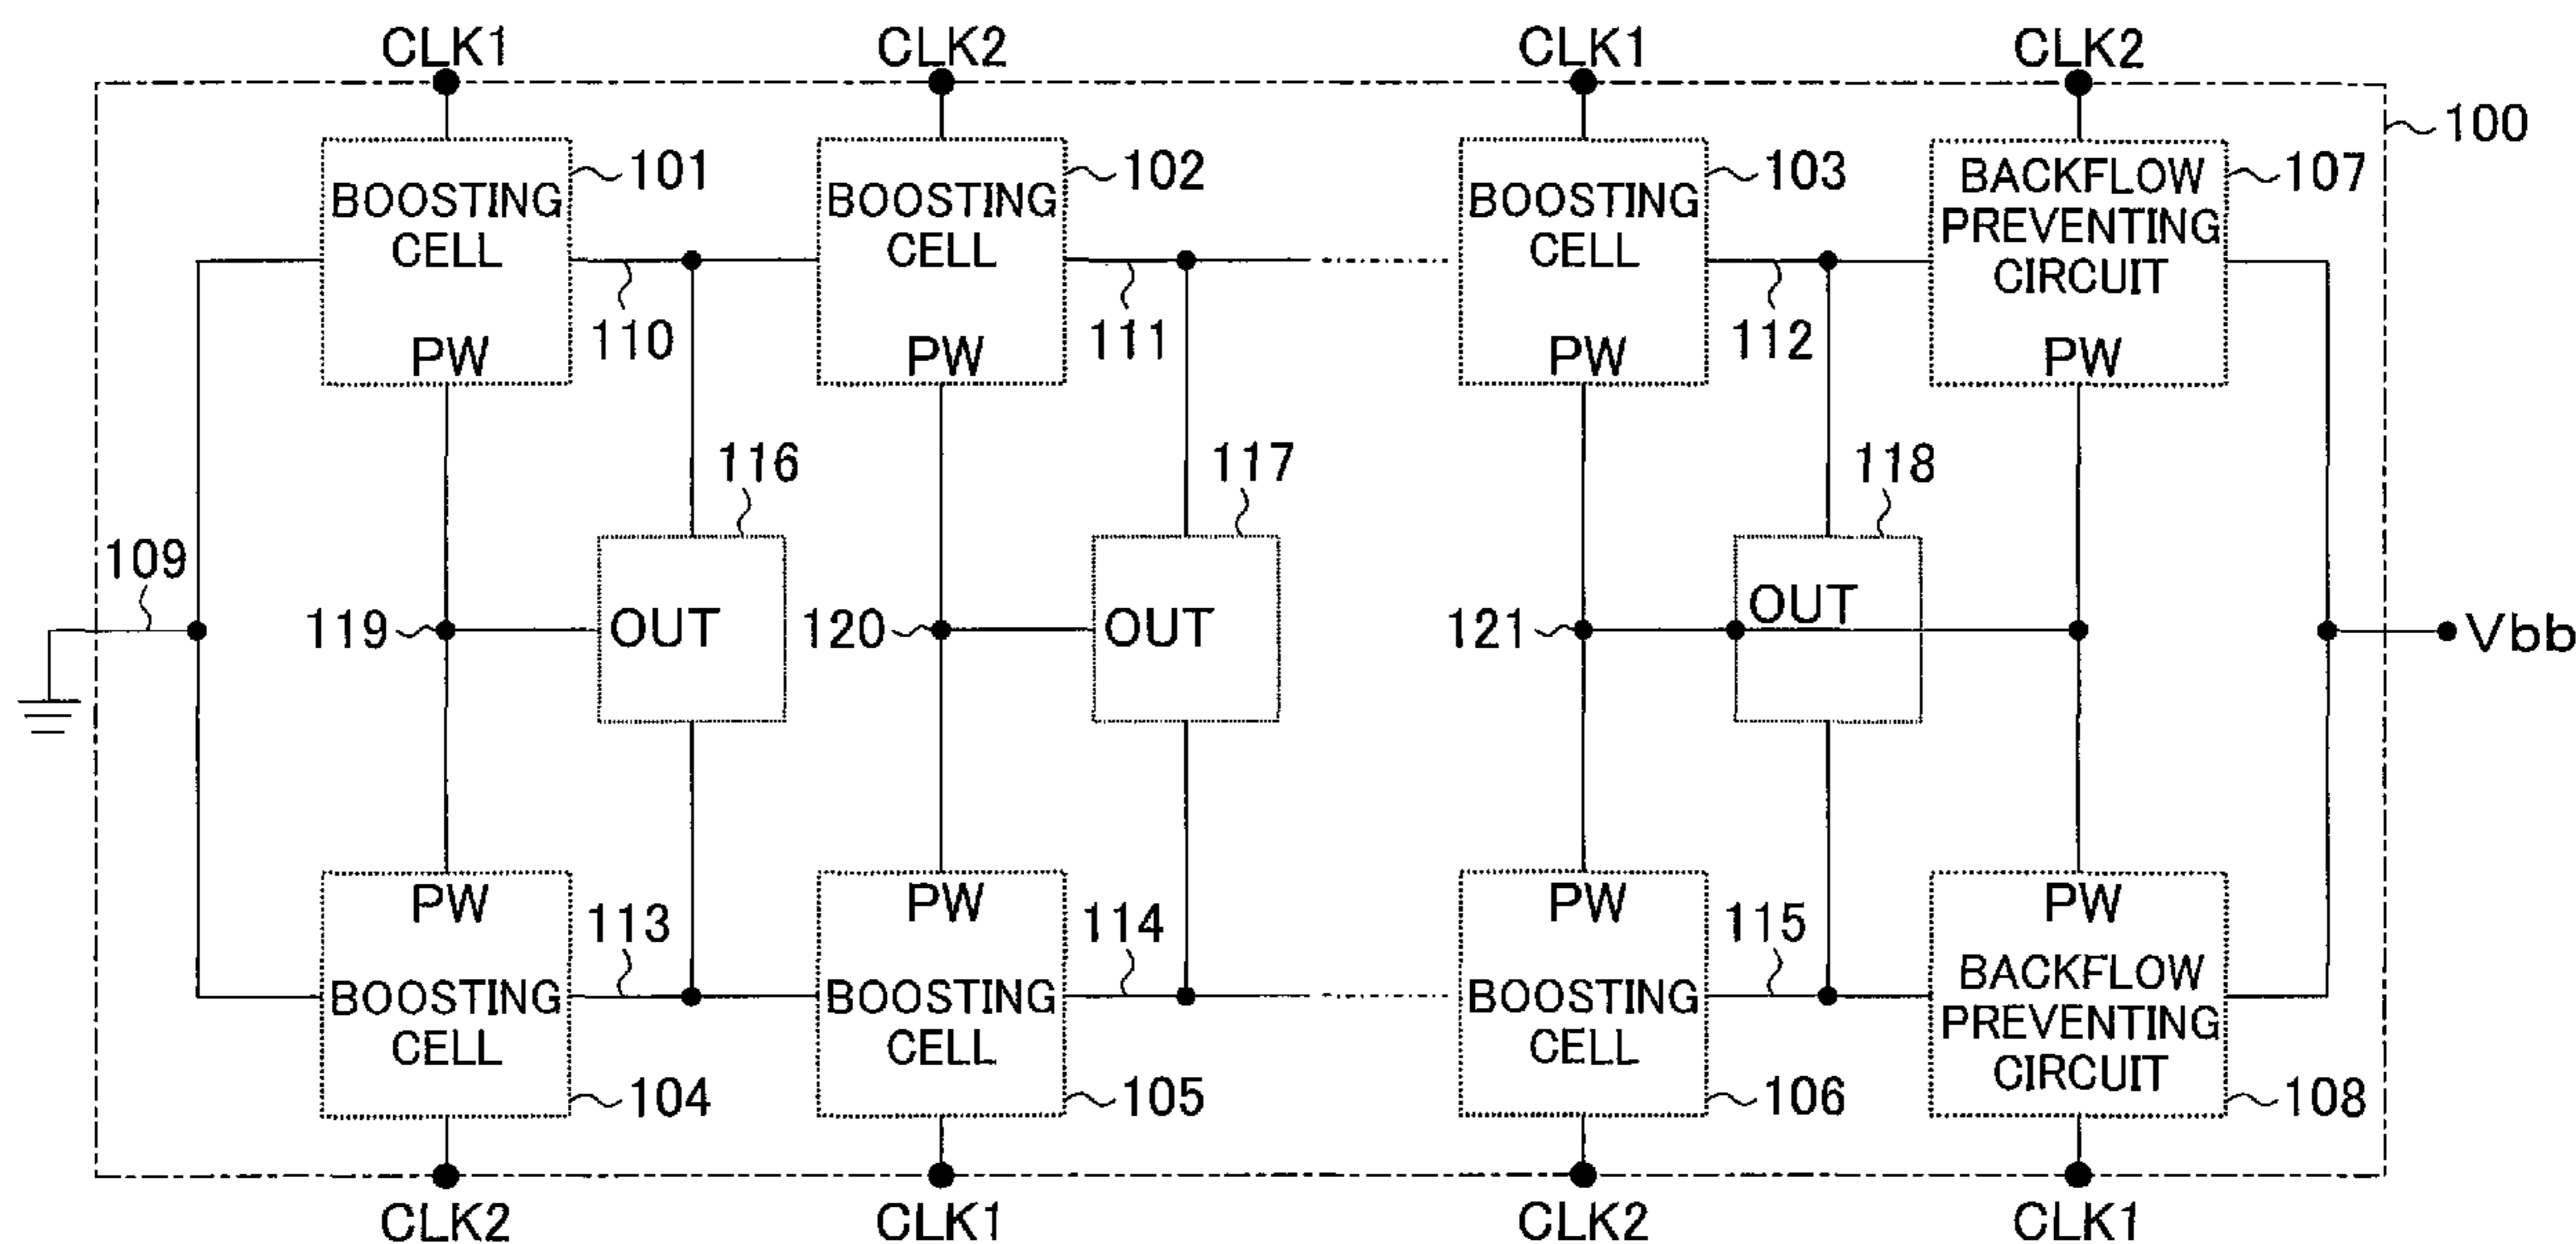 CLK1 CLK2 CLK1 CLK2
100
101 102 103 107
BOOSTING CELL BOOSTING CELL BOOSTING CELL BACKFLOW PREVENTING CIRCUIT
110 111 112
PW PW PW PW
116 117 118
109
119 OUT 120 OUT 121 OUT Vbb
PW PW PW PW
113 114 115
BOOSTING CELL BOOSTING CELL BOOSTING CELL BACKFLOW PREVENTING CIRCUIT
104 105 106 108
CLK2 CLK1 CLK2 CLK1